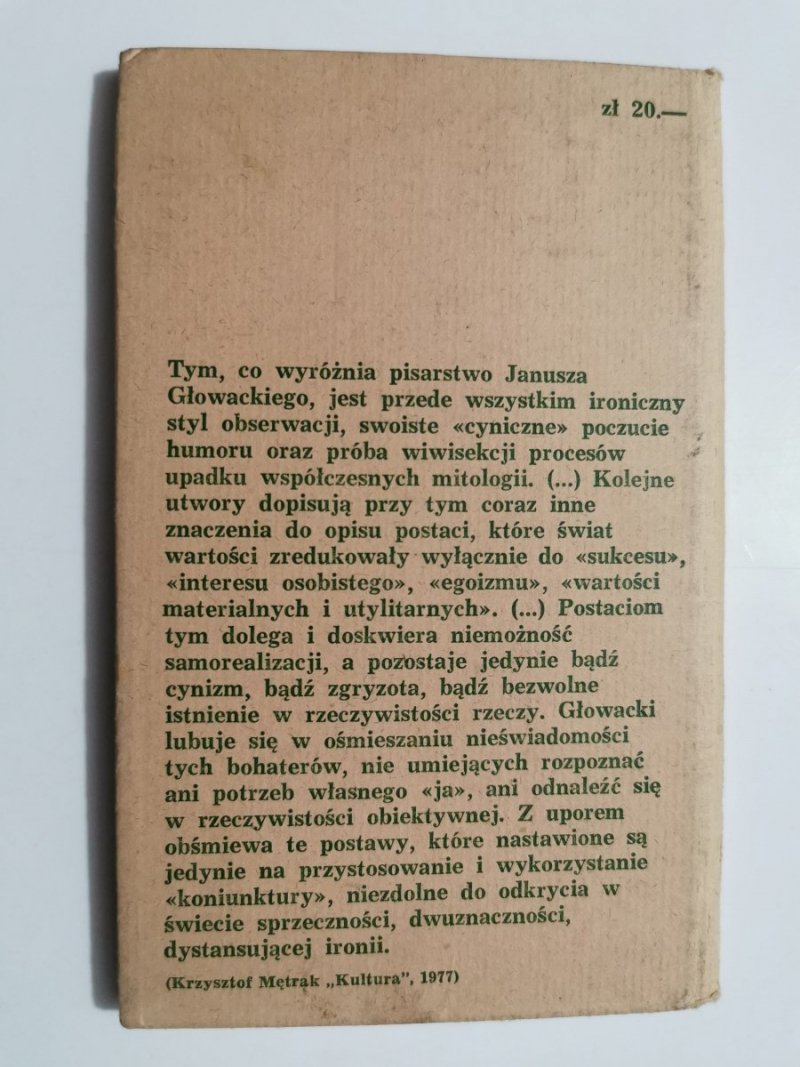 zł 20.—
Tym, co wyróżnia pisarstwo Janusza
Głowackiego, jest przede wszystkim ironiczny
styl obserwacji, swoiste «cyniczne» poczucie
humoru oraz próba wiwisekcji procesów
upadku współczesnych mitologii. (...) Kolejne
utwory dopisują przy tym coraz inne
znaczenia do opisu postaci, które świat
wartości zredukowały wyłącznie do «sukcesu»,
«interesu osobistego», «egoizmu», «wartości
materialnych i utylitarnych». (...) Postaciom
tym dolega i doskwiera niemożność
samorealizacji, a pozostaje jedynie bądź
cynizm, bądź zgryzota, bądź bezwolne
istnienie w rzeczywistości rzeczy. Głowacki
lubuje się w ośmieszaniu nieświadomości
tych bohaterów, nie umiejących rozpoznać
ani potrzeb własnego «ja», ani odnaleźć się
w rzeczywistości obiektywnej. Z uporem
obśmiewa te postawy, które nastawione są
jedynie na przystosowanie i wykorzystanie
«koniunktury», niezdolne do odkrycia w
świecie sprzeczności, dwuznaczności,
dystansującej ironii.
(Krzysztof Mętrak „Kultura”, 1977)